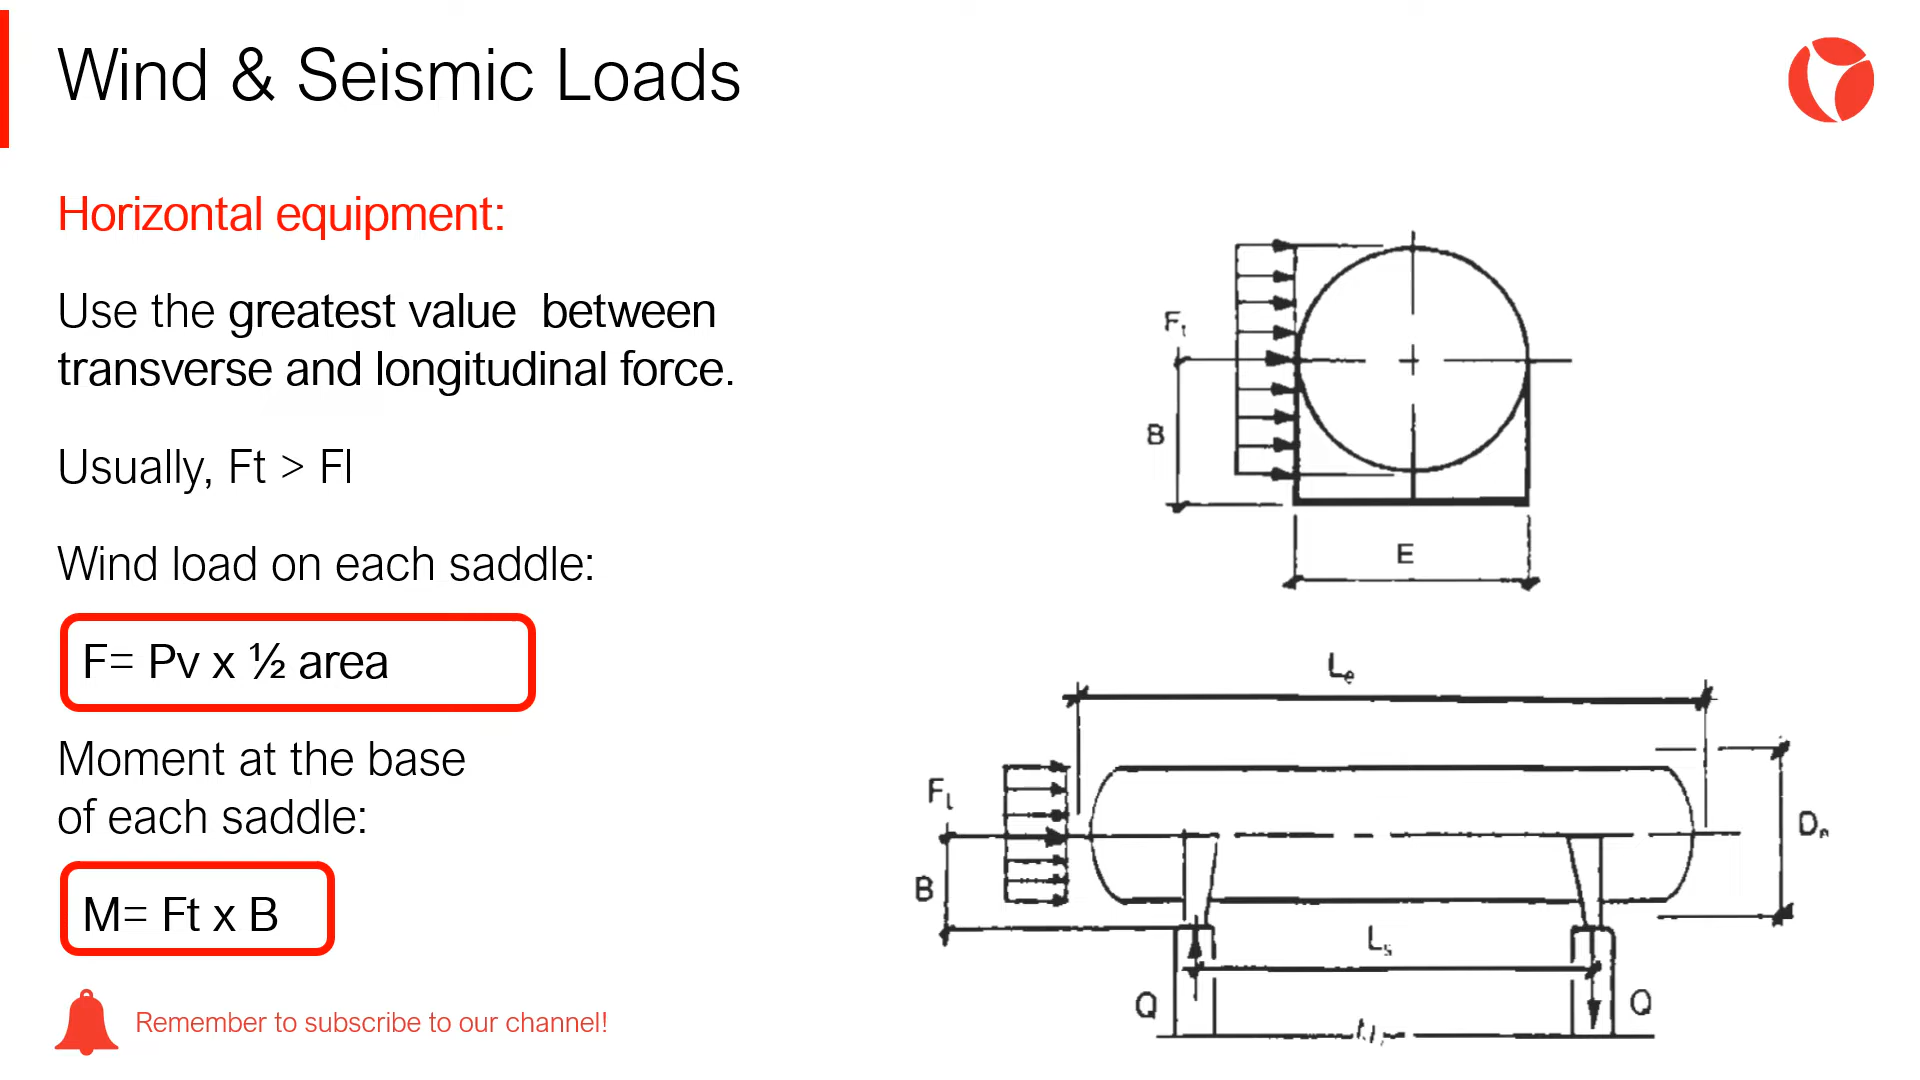 Wind & Seismic Loads
Horizontal equipment:
Use the greatest value between
transverse and longitudinal force.
Usually, Ft > Fl
Wind load on each saddle:
F= Pv x ½ area
Moment at the base
of each saddle:
M= Ft x B
Remember to subscribe to our channel!
Ft
B
E
Le
FL
B
De
Ls
Q
Q